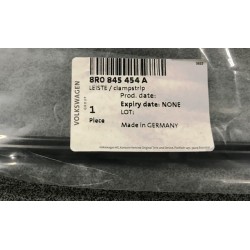 8R0 845 454 A
LEISTE / clampstrip
Prod. date:
Expiry date: NONE
LOT:
1
Piece
Made in GERMANY
VOLKSWAGEN